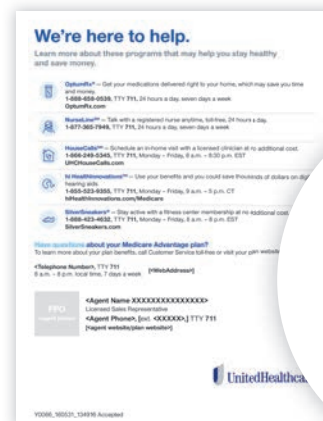 We're here to help.
Learn more about these programs that may help you stay healthy
and save money.
OptumRx® – Get your medications delivered right to your home, which may save you time
and money.
1-888-658-0539, TTY 711, 24 hours a day, seven days a week
OptumRx.com
NurseLine℠ – Talk with a registered nurse anytime, toll-free, 24 hours a day.
1-877-365-7949, TTY 711, 24 hours a day, seven days a week
HouseCalls℠ – Schedule an in-home visit with a licensed clinician at no additional cost.
1-866-249-5345, TTY 711, Monday – Friday, 8 a.m. – 8:30 p.m. EST
UHCHouseCalls.com
hi HealthInnovations™ – Use your benefits and you could save thousands of dollars on digi
hearing aids.
1-855-523-9355, TTY 711, Monday – Friday, 9 a.m. – 5 p.m. CT
hiHealthInnovations.com/Medicare
SilverSneakers® – Stay active with a fitness center membership at no additional cost.
1-888-423-4632, TTY 711, Monday – Friday, 8 a.m. – 8 p.m. EST
SilverSneakers.com
Have questions about your Medicare Advantage plan?
To learn more about your plan benefits, call Customer Service toll-free or visit your plan website
<Telephone Number>, TTY 711
8 a.m. – 8 p.m. local time, 7 days a week
[<WebAddress>]
FPO
<Agent Name XXXXXXXXXXXXXXX>
Licensed Sales Representative
<Agent Phone>, [ext. <XXXXX>,] TTY 711
[<agent website/plan website>]
UnitedHealthca
Y0066_160531_134916 Accepted